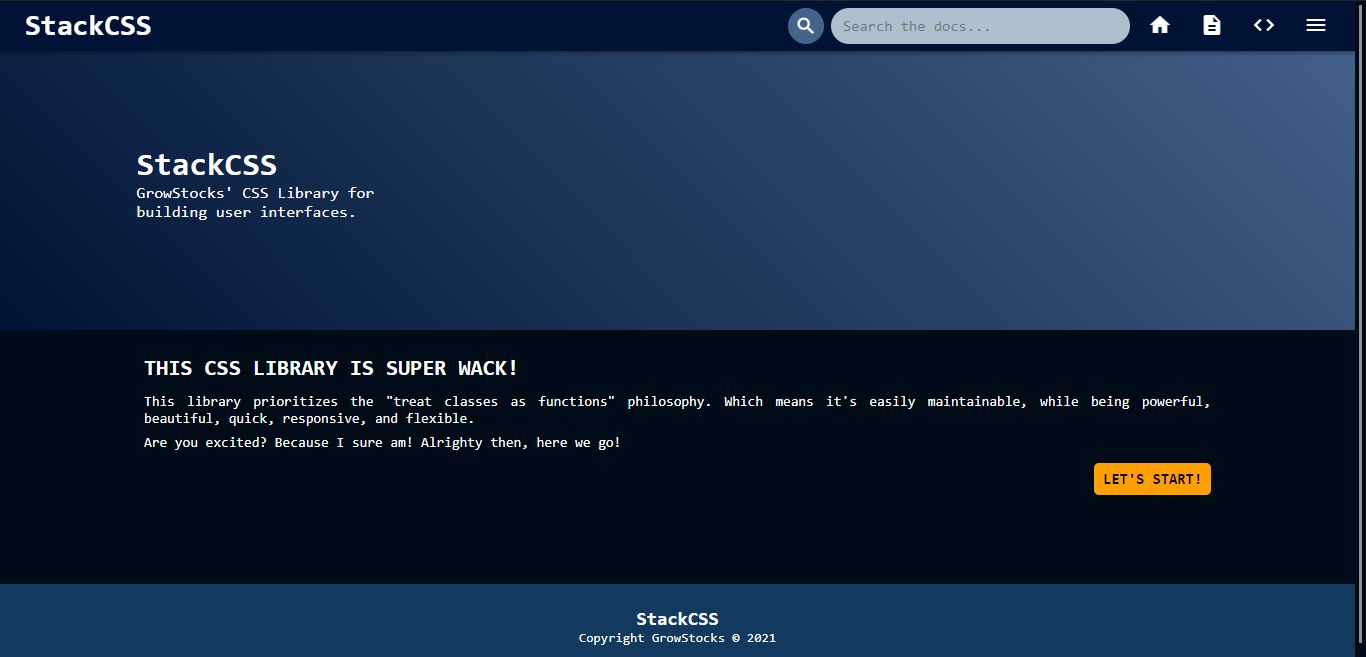 StackCSS
Search the docs...
StackCSS
GrowStocks' CSS Library for
building user interfaces.
THIS CSS LIBRARY IS SUPER WACK!
This library prioritizes the "treat classes as functions" philosophy. Which means it's easily maintainable, while being powerful,
beautiful, quick, responsive, and flexible.
Are you excited? Because I sure am! Alrighty then, here we go!
LET'S START!
StackCSS
Copyright GrowStocks © 2021